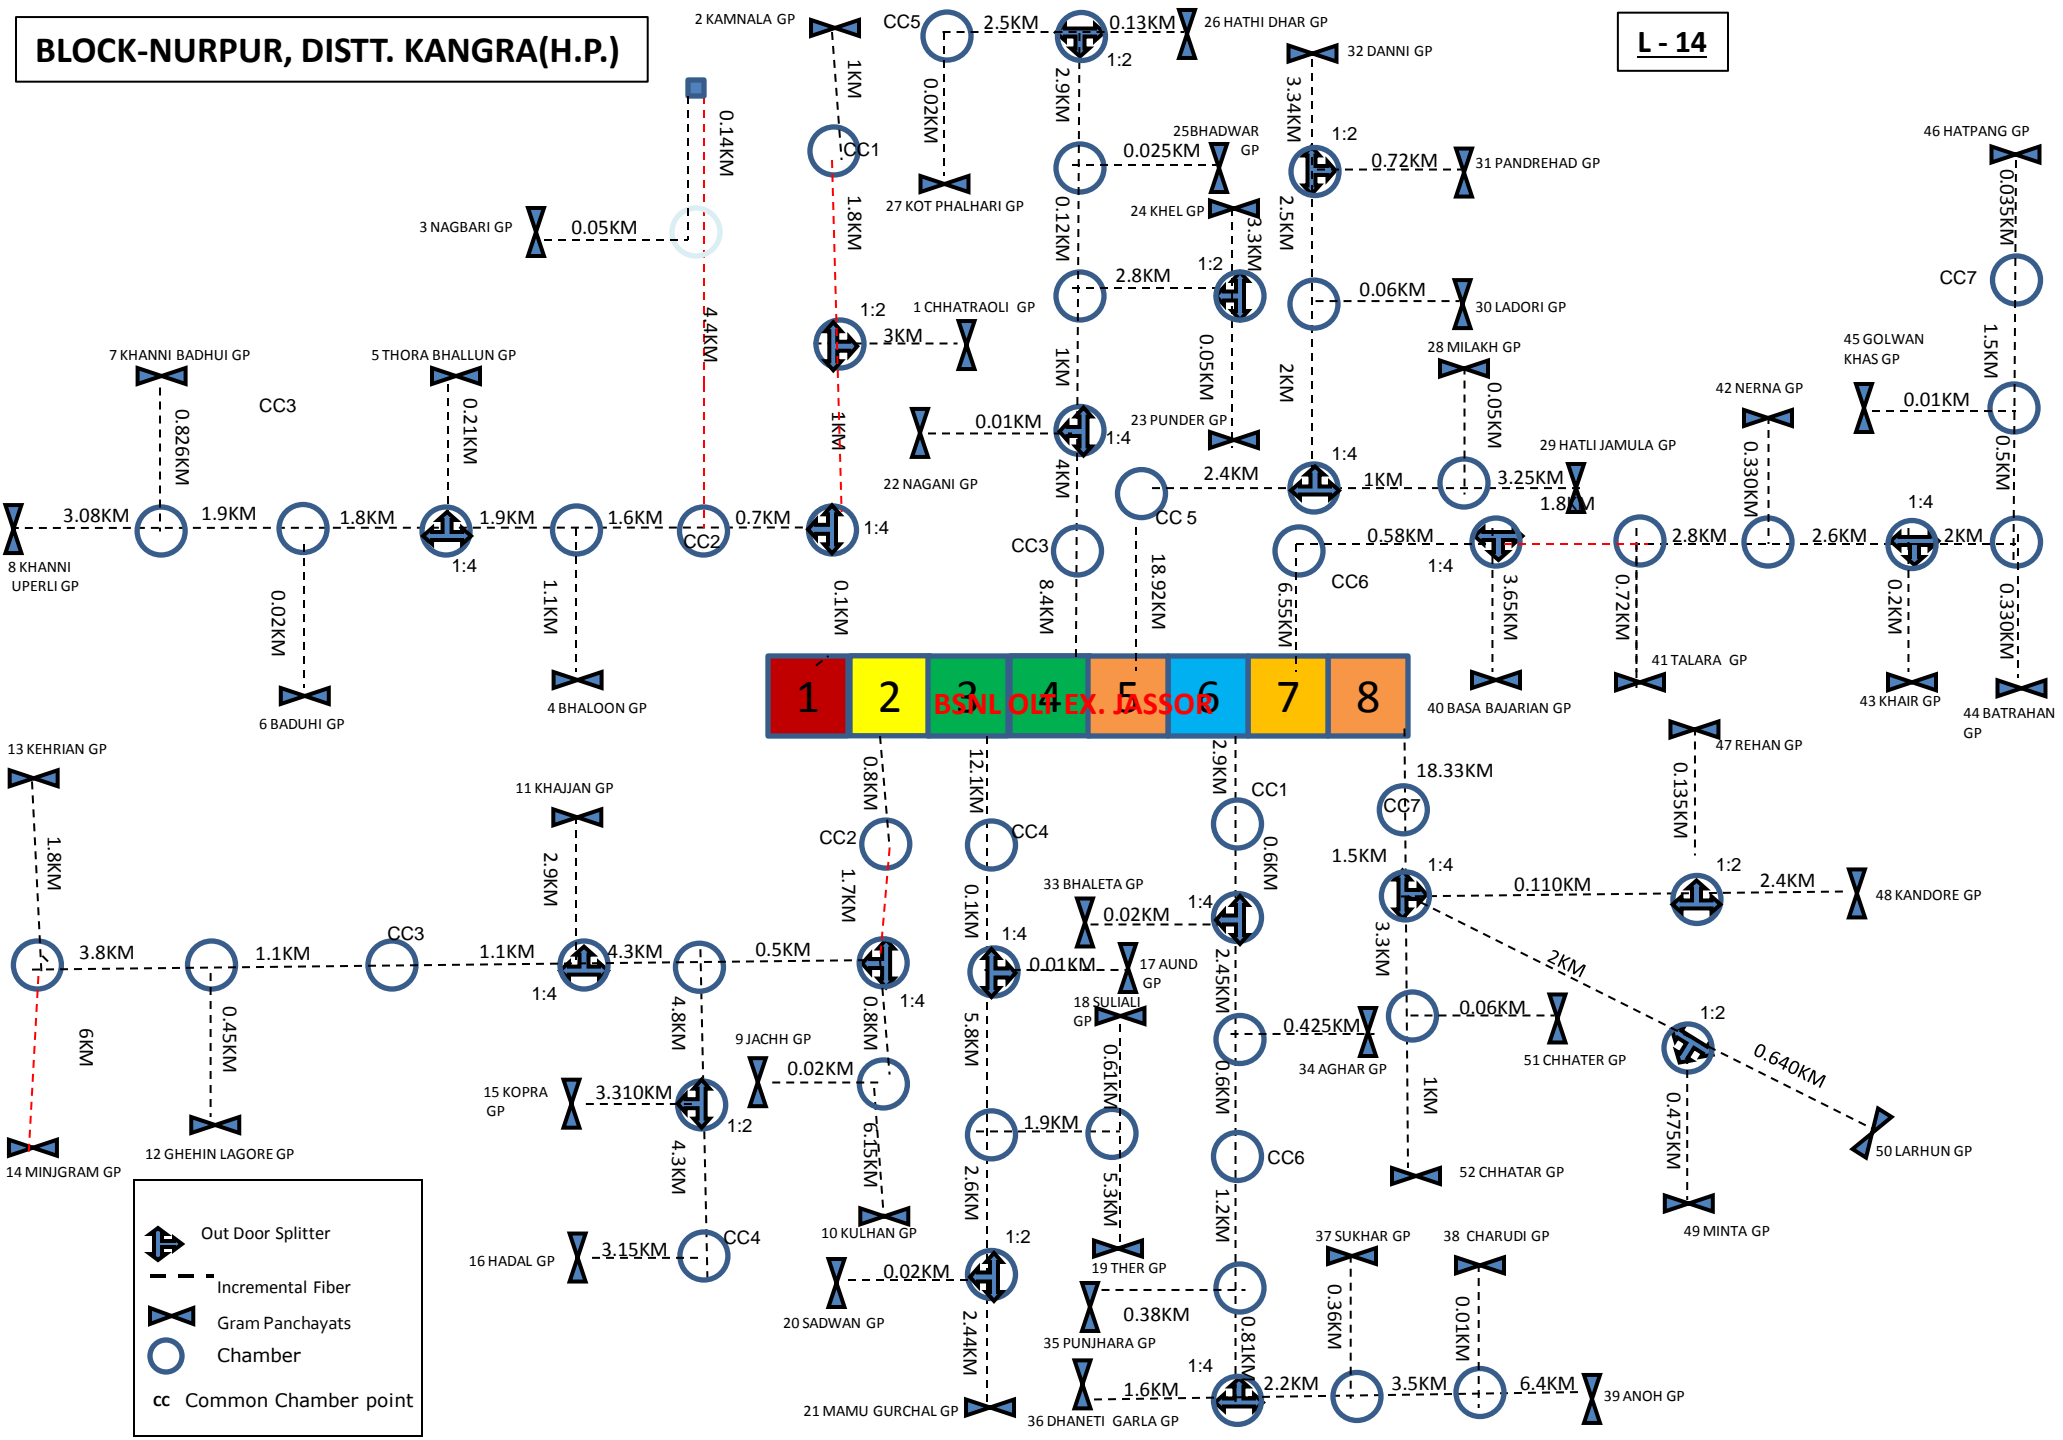 BLOCK-NURPUR, DISTT. KANGRA(H.P.)
L - 14
2 KAMNALA GP
1KM
CC1
1.8KM
1:2
1 CHHATRAOLI GP
3KM
1KM
1:4
0.1KM
0.14KM
3 NAGBARI GP
0.05KM
4.4KM
CC2
0.7KM
1.6KM
1.1KM
4 BHALOON GP
1.9KM
1:4
5 THORA BHALLUN GP
0.21KM
1.8KM
CC3
0.02KM
6 BADUHI GP
1.9KM
7 KHANNI BADHUI GP
0.826KM
3.08KM
8 KHANNI
UPERLI GP
CC5
2.5KM
0.13KM
26 HATHI DHAR GP
1:2
0.02KM
27 KOT PHALHARI GP
2.9KM
25BHADWAR
GP
0.025KM
0.12KM
24 KHEL GP
3.3KM
1:2
2.8KM
0.05KM
23 PUNDER GP
1KM
0.01KM
22 NAGANI GP
1:4
4KM
CC3
8.4KM
32 DANNI GP
3.34KM
1:2
0.72KM
31 PANDREHAD GP
2.5KM
0.06KM
30 LADORI GP
2KM
28 MILAKH GP
0.05KM
1:4
2.4KM
1KM
3.25KM
29 HATLI JAMULA GP
CC 5
18.92KM
CC6
6.55KM
0.58KM
1:4
1.8KM
3.65KM
40 BASA BAJARIAN GP
0.72KM
41 TALARA GP
2.8KM
42 NERNA GP
0.330KM
2.6KM
1:4
0.2KM
43 KHAIR GP
2KM
0.330KM
44 BATRAHAN
GP
0.5KM
45 GOLWAN
KHAS GP
0.01KM
1.5KM
CC7
0.035KM
46 HATPANG GP
1 2 3 4 5 6 7 8
BSNL OLT EX. JASSOR
0.8KM
CC2
1.7KM
1:4
0.8KM
9 JACHH GP
0.02KM
6.15KM
10 KULHAN GP
0.5KM
4.3KM
4.8KM
15 KOPRA
GP
3.310KM
1:2
4.3KM
CC4
16 HADAL GP
3.15KM
11 KHAJJAN GP
2.9KM
1:4
1.1KM
CC3
1.1KM
0.45KM
12 GHEHIN LAGORE GP
3.8KM
13 KEHRIAN GP
1.8KM
6KM
14 MINJGRAM GP
12.1KM
CC4
0.1KM
1:4
0.01KM
17 AUND
GP
5.8KM
18 SULIALI
GP
0.61KM
1.9KM
5.3KM
19 THER GP
2.6KM
1:2
0.02KM
20 SADWAN GP
2.44KM
21 MAMU GURCHAL GP
2.9KM
CC1
0.6KM
33 BHALETA GP
1:4
0.02KM
2.45KM
0.425KM
34 AGHAR GP
0.6KM
CC6
1.2KM
0.38KM
35 PUNJHARA GP
0.81KM
1:4
1.6KM
36 DHANETI GARLA GP
2.2KM
37 SUKHAR GP
0.36KM
3.5KM
38 CHARUDI GP
0.01KM
6.4KM
39 ANOH GP
18.33KM
CC7
1.5KM
1:4
0.110KM
47 REHAN GP
0.135KM
1:2
2.4KM
48 KANDORE GP
2KM
1:2
0.640KM
50 LARHUN GP
0.475KM
49 MINTA GP
3.3KM
0.06KM
51 CHHATER GP
1KM
52 CHHATAR GP
Out Door Splitter
Incremental Fiber
Gram Panchayats
Chamber
CC Common Chamber point